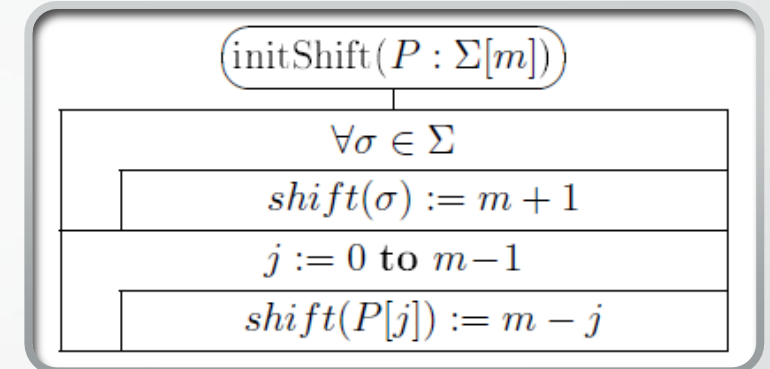 initShift(P : Σ[m])
∀σ ∈ Σ
shift(σ) := m + 1
j := 0 to m−1
shift(P[j]) := m − j